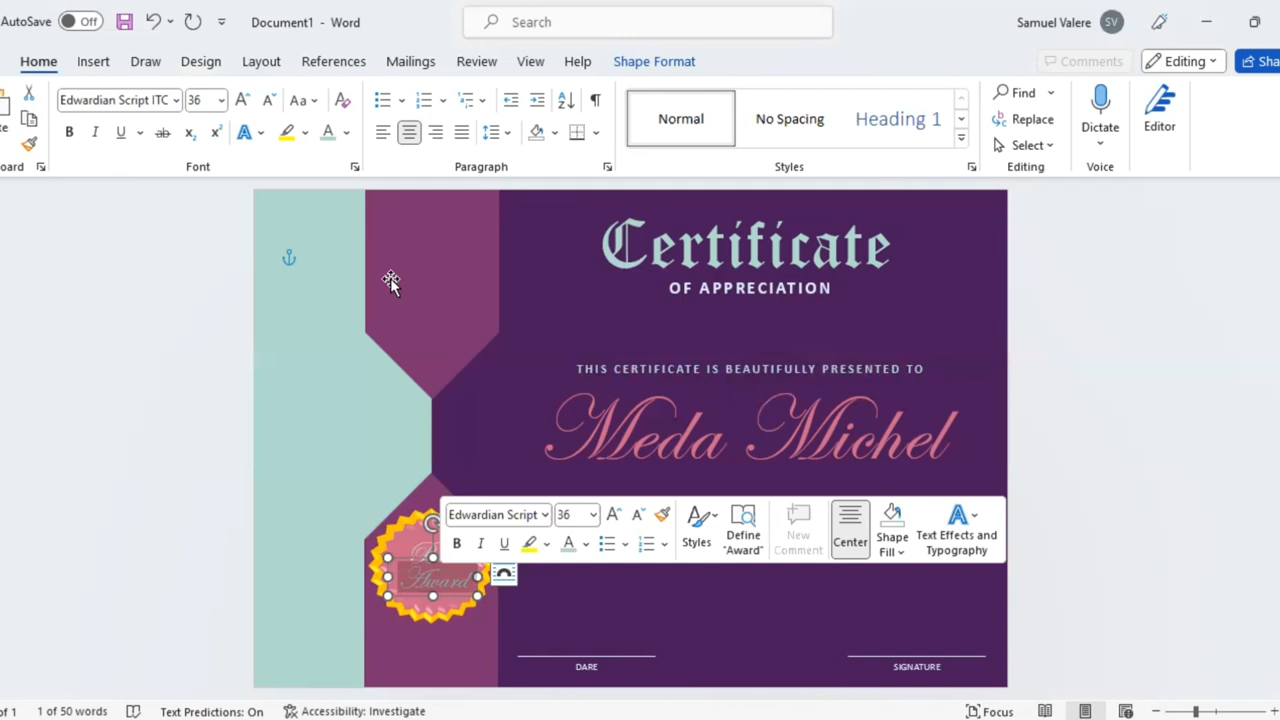 AutoSave Off Document1 - Word Search Samuel Valere SV
Home Insert Draw Design Layout References Mailings Review View Help Shape Format Comments Editing
Edwardian Script ITC 36 Aa Normal No Spacing Heading 1 Find Replace Select Dictate Editor
Font Paragraph Styles Editing Voice
Certificate
OF APPRECIATION
THIS CERTIFICATE IS BEAUTIFULLY PRESENTED TO
Meda Michel
Edwardian Script 36 Styles Define "Award" New Comment Center Shape Fill Text Effects and Typography
Award
DARE SIGNATURE
1 of 50 words Text Predictions: On Accessibility: Investigate Focus